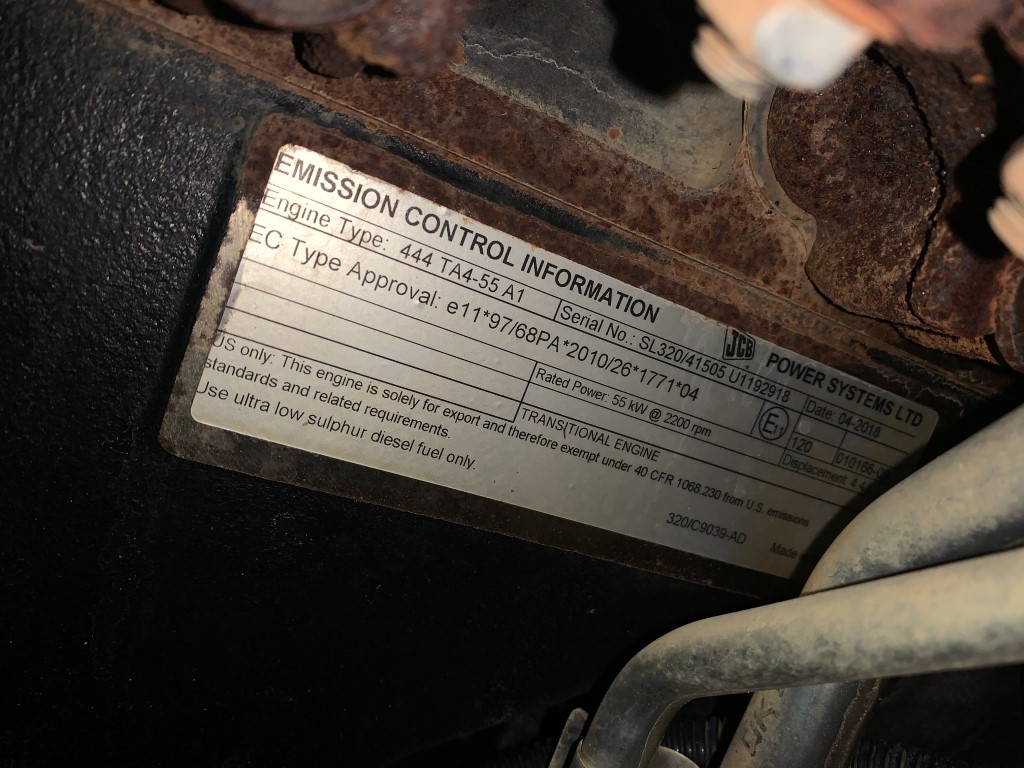 EMISSION CONTROL INFORMATION JCB POWER SYSTEMS LTD
Engine Type: 444 TA4-55 A1 Serial No.: SL320/41505 U1192918 Date: 04-2018
EC Type Approval: e11*97/68PA*2010/26*1771*04 E11 120
Rated Power: 55 kW @ 2200 rpm Displacement:
TRANSITIONAL ENGINE
US only: This engine is solely for export and therefore exempt under 40 CFR 1068.230 from U.S. emissions
standards and related requirements.
Use ultra low sulphur diesel fuel only.
320/C9039-AD Made